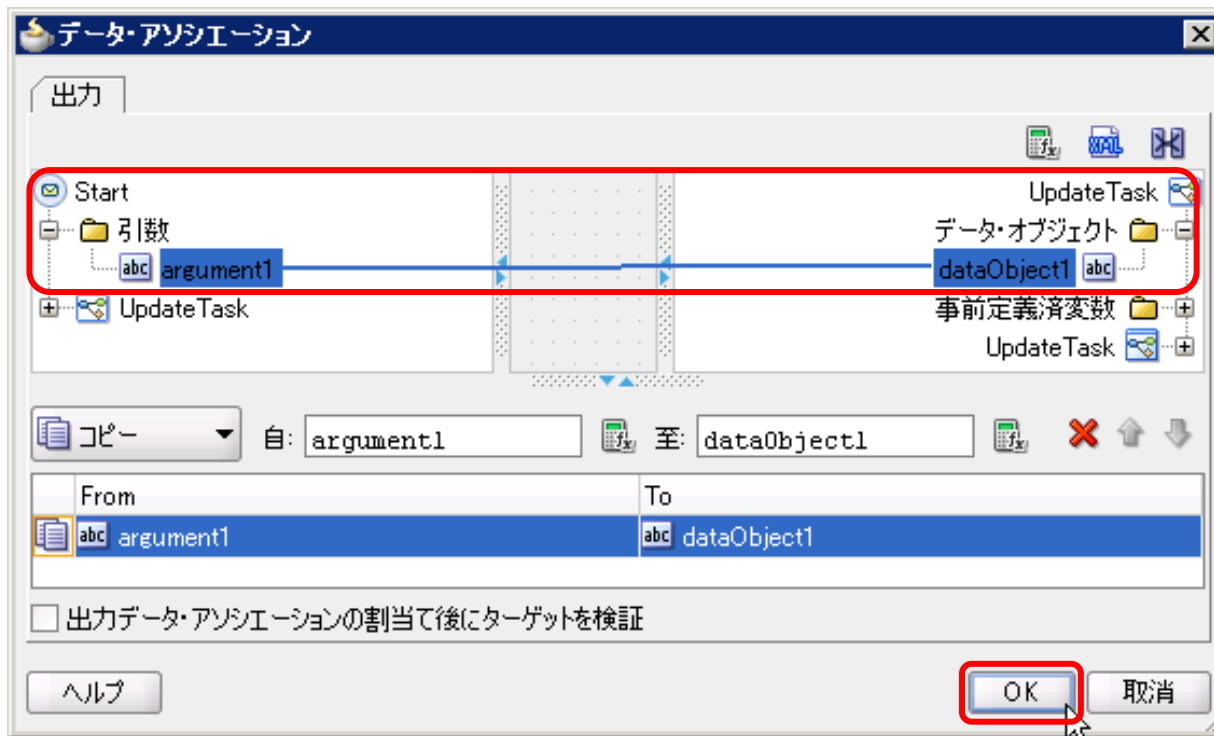 データ・アソシエーション
出力
Start
UpdateTask
引数
データ・オブジェクト
abc argument1
dataObject1 abc
UpdateTask
事前定義済変数
UpdateTask
コピー 自: argument1 至: dataObject1
From To
abc argument1 abc dataObject1
出力データ・アソシエーションの割当て後にターゲットを検証
ヘルプ OK 取消